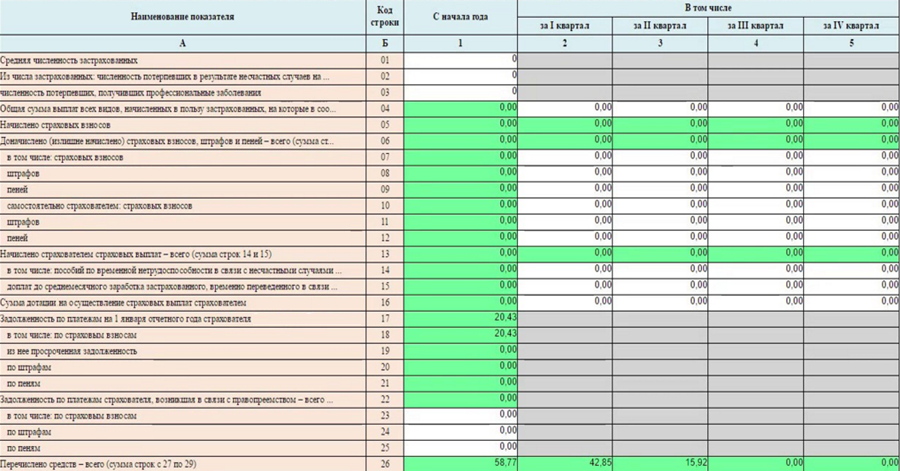 Наименование показателя Код строки С начала года В том числе
за I квартал за II квартал за III квартал за IV квартал
А Б 1 2 3 4 5
Средняя численность застрахованных 01 0
Из числа застрахованных: численность потерпевших в результате несчастных случаев на ... 02 0
численность потерпевших, получивших профессиональные заболевания 03 0
Общая сумма выплат всех видов, начисленных в пользу застрахованных, на которые в соо... 04 0,00 0,00 0,00 0,00 0,00
Начислено страховых взносов 05 0,00 0,00 0,00 0,00 0,00
Доначислено (излишне начислено) страховых взносов, штрафов и пеней – всего (сумма ст... 06 0,00 0,00 0,00 0,00 0,00
в том числе: страховых взносов 07 0,00 0,00 0,00 0,00 0,00
штрафов 08 0,00 0,00 0,00 0,00 0,00
пеней 09 0,00 0,00 0,00 0,00 0,00
самостоятельно страхователем: страховых взносов 10 0,00 0,00 0,00 0,00 0,00
штрафов 11 0,00 0,00 0,00 0,00 0,00
пеней 12 0,00 0,00 0,00 0,00 0,00
Начислено страхователем страховых выплат – всего (сумма строк 14 и 15) 13 0,00 0,00 0,00 0,00 0,00
в том числе: пособий по временной нетрудоспособности в связи с несчастными случаями ... 14 0,00 0,00 0,00 0,00 0,00
доплат до среднемесячного заработка застрахованного, временно переведенного в связи ... 15 0,00 0,00 0,00 0,00 0,00
Сумма дотации на осуществление страховых выплат страхователем 16 0,00 0,00 0,00 0,00 0,00
Задолженность по платежам на 1 января отчетного года страхователя 17 20,43
в том числе: по страховым взносам 18 20,43
из нее просроченная задолженность 19 0,00
по штрафам 20 0,00
по пеням 21 0,00
Задолженность по платежам страхователя, возникшая в связи с правопреемством – всего ... 22 0,00
в том числе: по страховым взносам 23 0,00
по штрафам 24 0,00
по пеням 25 0,00
Перечислено средств – всего (сумма строк с 27 по 29) 26 58,77 42,85 15,92 0,00 0,00